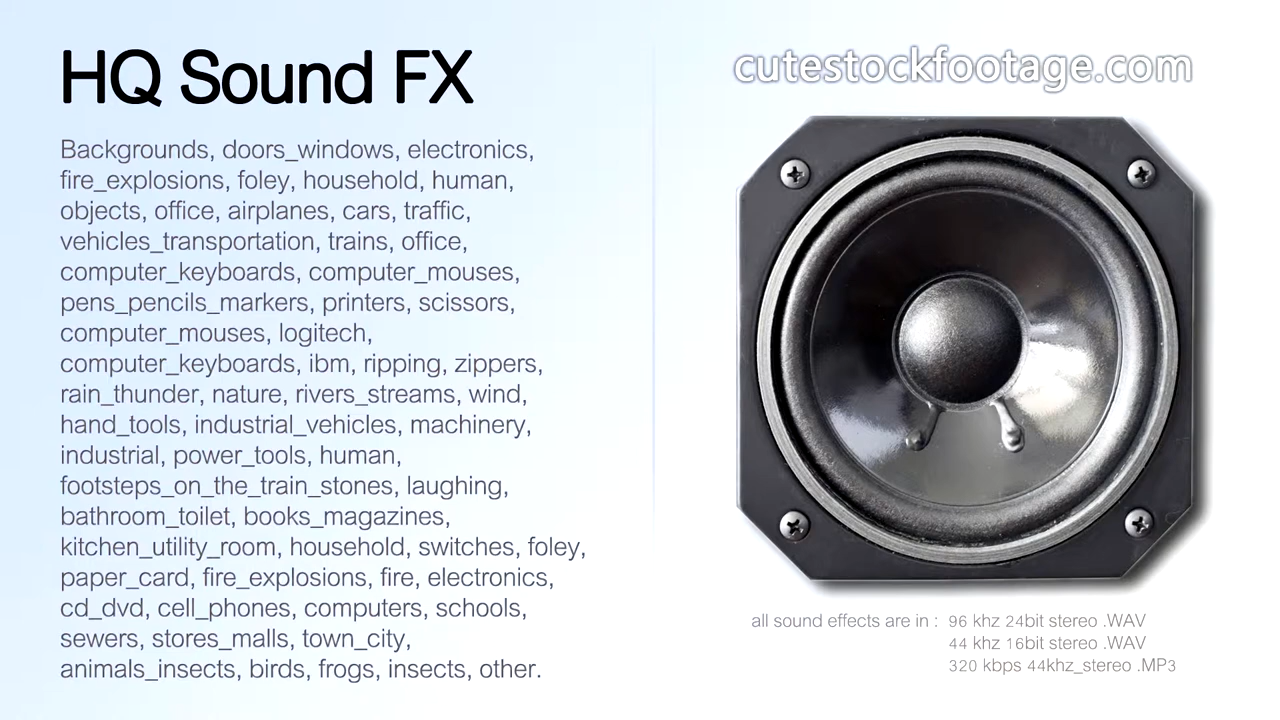 HQ Sound FX
Backgrounds, doors_windows, electronics,
fire_explosions, foley, household, human,
objects, office, airplanes, cars, traffic,
vehicles_transportation, trains, office,
computer_keyboards, computer_mouses,
pens_pencils_markers, printers, scissors,
computer_mouses, logitech,
computer_keyboards, ibm, ripping, zippers,
rain_thunder, nature, rivers_streams, wind,
hand_tools, industrial_vehicles, machinery,
industrial, power_tools, human,
footsteps_on_the_train_stones, laughing,
bathroom_toilet, books_magazines,
kitchen_utility_room, household, switches, foley,
paper_card, fire_explosions, fire, electronics,
cd_dvd, cell_phones, computers, schools,
sewers, stores_malls, town_city,
animals_insects, birds, frogs, insects, other.
cutestockfootage.com
all sound effects are in : 96 khz 24bit stereo .WAV
44 khz 16bit stereo .WAV
320 kbps 44khz_stereo .MP3